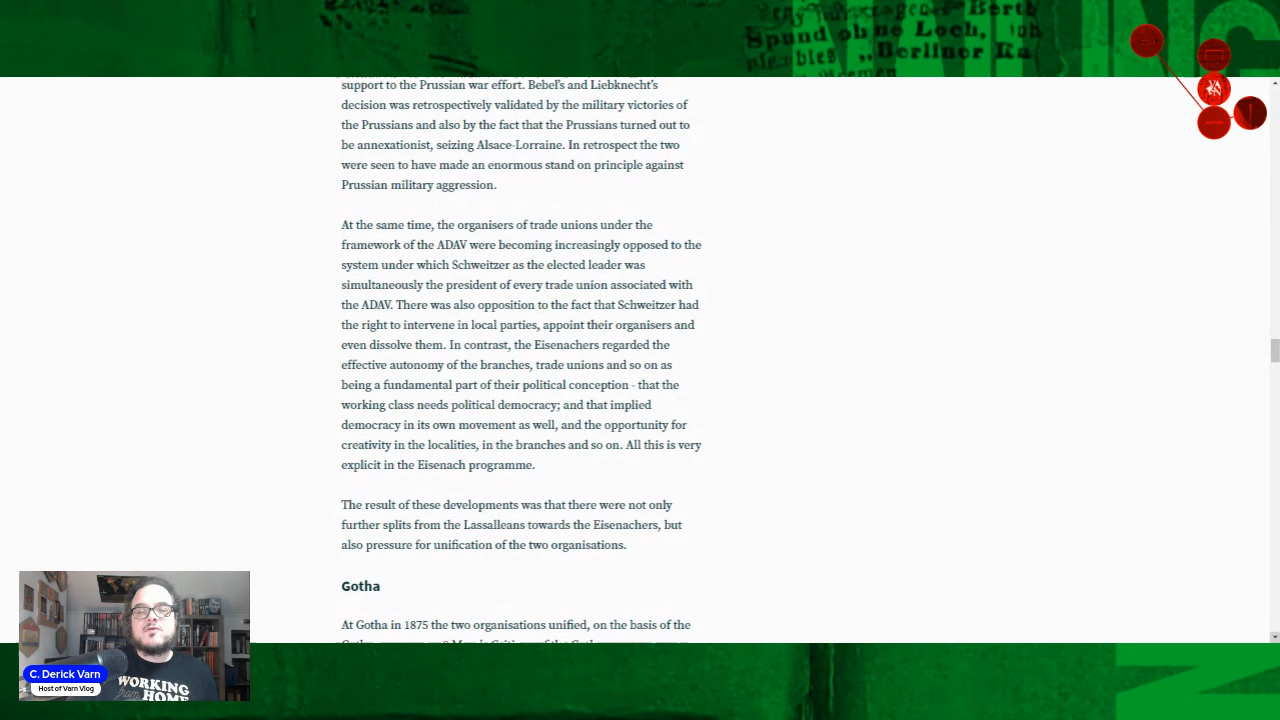 Berth
Spund ohne Loch,
"Berliner
support to the Prussian war effort. Bebel's and Liebknecht's
decision was retrospectively validated by the military victories of
the Prussians and also by the fact that the Prussians turned out to
be annexationist, seizing Alsace-Lorraine. In retrospect the two
were seen to have made an enormous stand on principle against
Prussian military aggression.
At the same time, the organisers of trade unions under the
framework of the ADAV were becoming increasingly opposed to the
system under which Schweitzer as the elected leader was
simultaneously the president of every trade union associated with
the ADAV. There was also opposition to the fact that Schweitzer had
the right to intervene in local parties, appoint their organisers and
even dissolve them. In contrast, the Eisenachers regarded the
effective autonomy of the branches, trade unions and so on as
being a fundamental part of their political conception - that the
working class needs political democracy; and that implied
democracy in its own movement as well, and the opportunity for
creativity in the localities, in the branches and so on. All this is very
explicit in the Eisenach programme.
The result of these developments was that there were not only
further splits from the Lassalleans towards the Eisenachers, but
also pressure for unification of the two organisations.
Gotha
At Gotha in 1875 the two organisations unified, on the basis of the
C. Derick Varn
Host of Varn Vlog
WORKING
from HOME